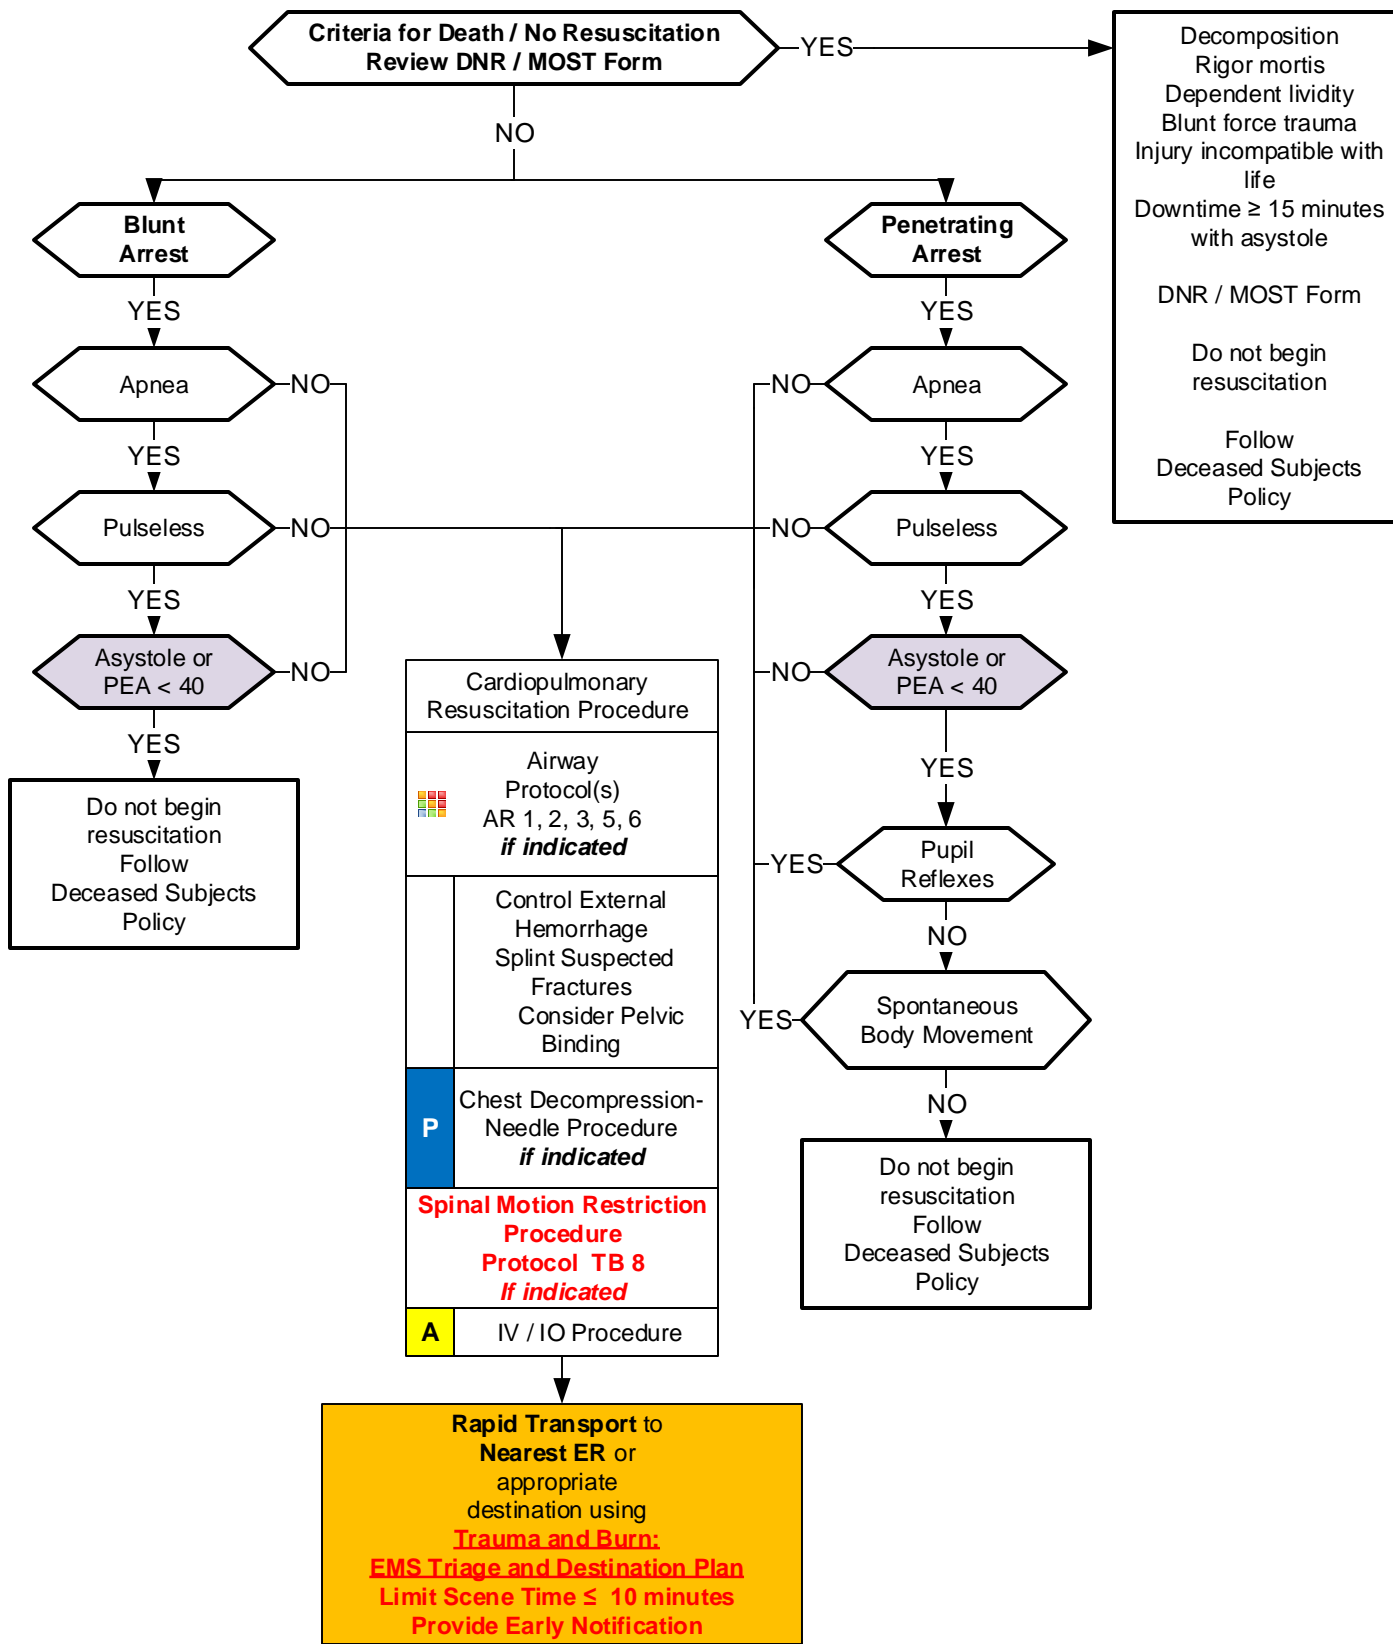 Criteria for Death / No Resuscitation
Review DNR / MOST Form
YES
Decomposition
Rigor mortis
Dependent lividity
Blunt force trauma
Injury incompatible with
life
Downtime ≥ 15 minutes
with asystole
DNR / MOST Form
Do not begin
resuscitation
Follow
Deceased Subjects
Policy
NO
Blunt
Arrest
YES
Apnea
NO
YES
Pulseless
NO
YES
Asystole or
PEA < 40
NO
YES
Do not begin
resuscitation
Follow
Deceased Subjects
Policy
Penetrating
Arrest
YES
Apnea
NO
YES
Pulseless
NO
YES
Asystole or
PEA < 40
NO
YES
Pupil
Reflexes
YES
NO
Spontaneous
Body Movement
YES
NO
Do not begin
resuscitation
Follow
Deceased Subjects
Policy
Cardiopulmonary
Resuscitation Procedure
Airway
Protocol(s)
AR 1, 2, 3, 5, 6
if indicated
Control External
Hemorrhage
Splint Suspected
Fractures
Consider Pelvic
Binding
P
Chest Decompression-
Needle Procedure
if indicated
Spinal Motion Restriction
Procedure
Protocol TB 8
If indicated
A
IV / IO Procedure
Rapid Transport to
Nearest ER or
appropriate
destination using
Trauma and Burn:
EMS Triage and Destination Plan
Limit Scene Time ≤ 10 minutes
Provide Early Notification